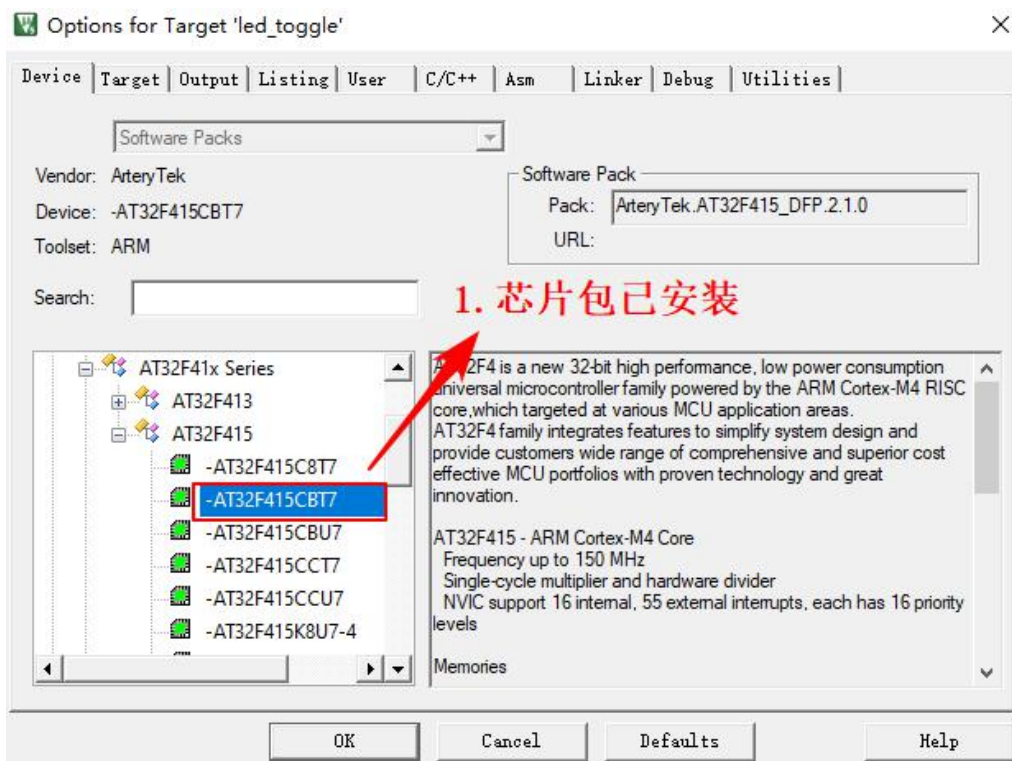 Options for Target 'led_toggle'
Device Target Output Listing User C/C++ Asm Linker Debug Utilities
Software Packs
Vendor: ArteryTek
Device: -AT32F415CBT7
Toolset: ARM
Software Pack
Pack: ArteryTek.AT32F415_DFP.2.1.0
URL:
Search:
1. 芯片包已安装
AT32F41x Series
AT32F413
AT32F415
-AT32F415C8T7
-AT32F415CBT7
-AT32F415CBU7
-AT32F415CCT7
-AT32F415CCU7
-AT32F415K8U7-4
2F4 is a new 32-bit high performance, low power consumption
universal microcontroller family powered by the ARM Cortex-M4 RISC
core,which targeted at various MCU application areas.
AT32F4 family integrates features to simplify system design and
provide customers wide range of comprehensive and superior cost
effective MCU portfolios with proven technology and great
innovation.
AT32F415 - ARM Cortex-M4 Core
Frequency up to 150 MHz
Single-cycle multiplier and hardware divider
NVIC support 16 internal, 55 external interrupts, each has 16 priority
levels
Memories
OK Cancel Defaults Help